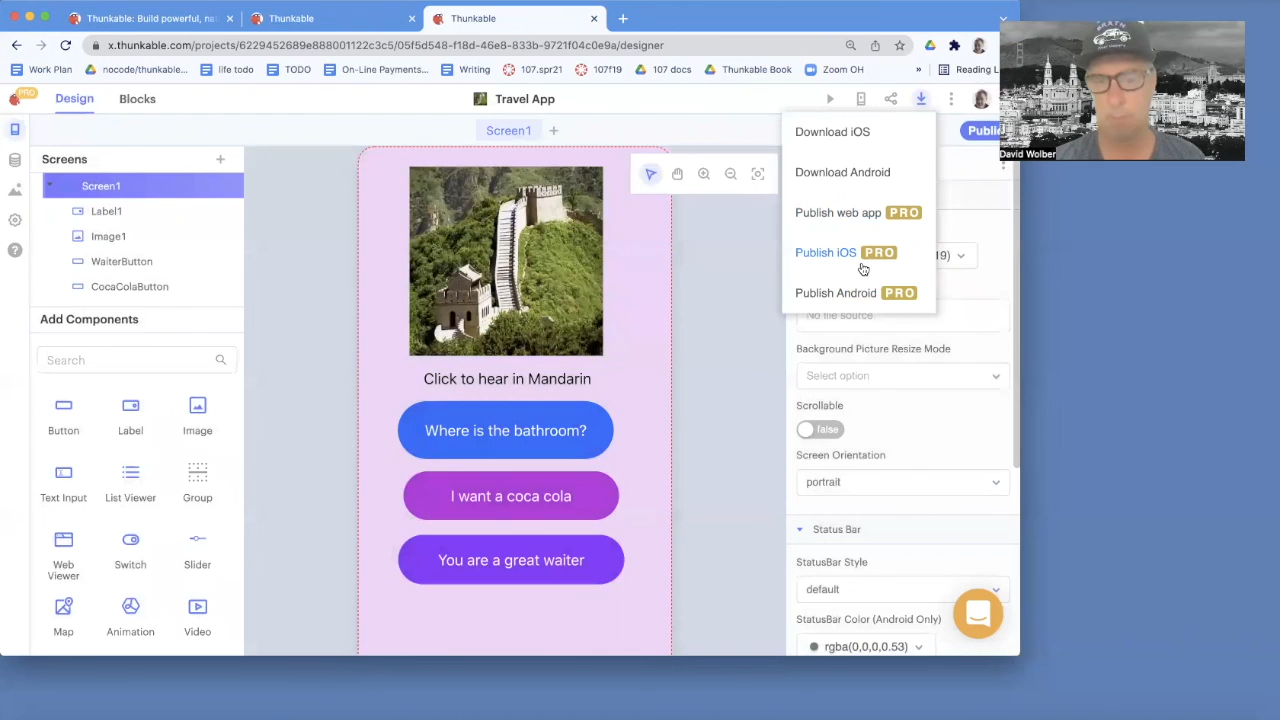 Thunkable: Build powerful, nat
Thunkable
Thunkable
x.thunkable.com/projects/6229452689e888001122c3c5/05f5d548-f18d-46e8-833b-9721f04c0e9a/designer
Work Plan
nocode/thunkable...
life todo
TODO
On-Line Payments...
Writing
107.spr21
107f19
107 docs
Thunkable Book
Zoom OH
»
Reading L
PRO
Design
Blocks
Travel App
Screen1
Publi
David Wolber
Screens
Screen1
Label1
Image1
WaiterButton
CocaColaButton
Add Components
Search
Button
Label
Image
Text Input
List Viewer
Group
Web Viewer
Switch
Slider
Map
Animation
Video
Click to hear in Mandarin
Where is the bathroom?
I want a coca cola
You are a great waiter
Download iOS
Download Android
Publish web app PRO
Publish iOS PRO
Publish Android PRO
19)
No file source
Background Picture Resize Mode
Select option
Scrollable
false
Screen Orientation
portrait
Status Bar
StatusBar Style
default
StatusBar Color (Android Only)
rgba(0,0,0,0.53)